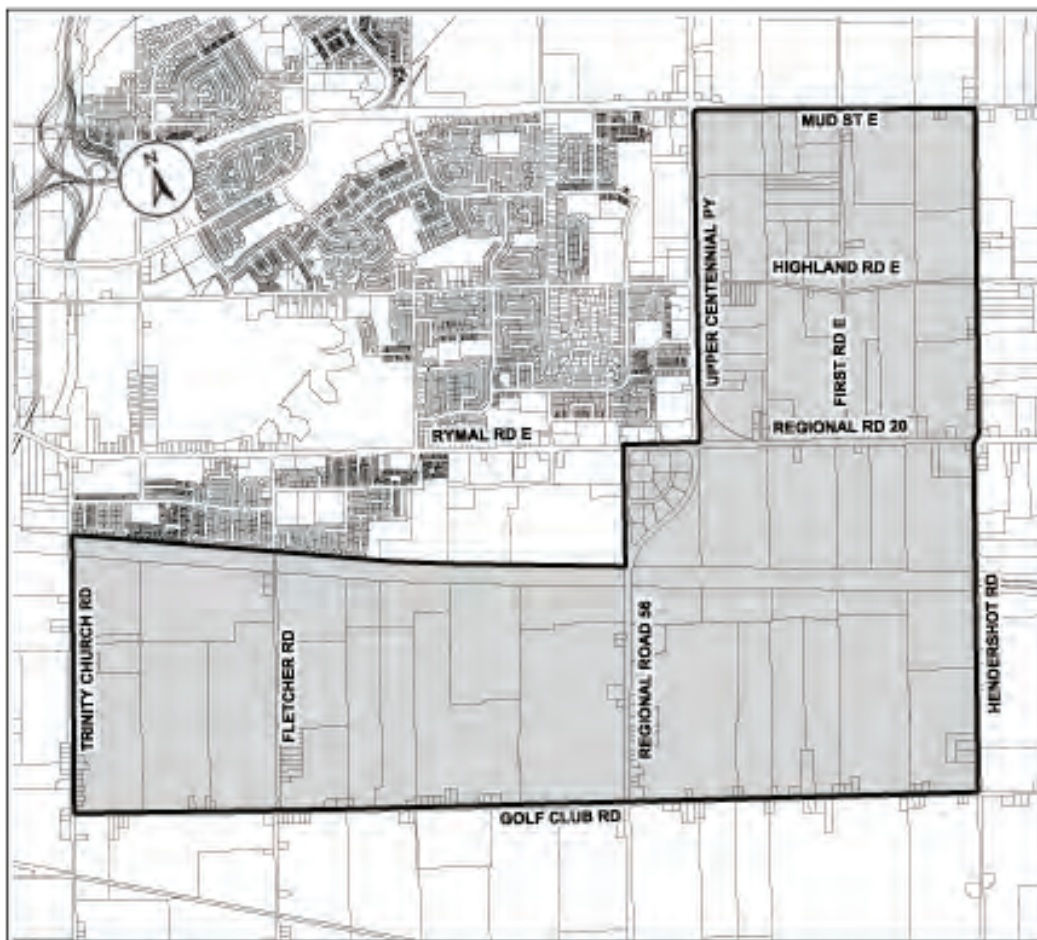 MUD ST E
N
UPPER CENTENNIAL PY
HIGHLAND RD E
FIRST RD E
REGIONAL RD 20
RYMAL RD E
TRINITY CHURCH RD
FLETCHER RD
REGIONAL ROAD 56
HENDERSHOT RD
GOLF CLUB RD